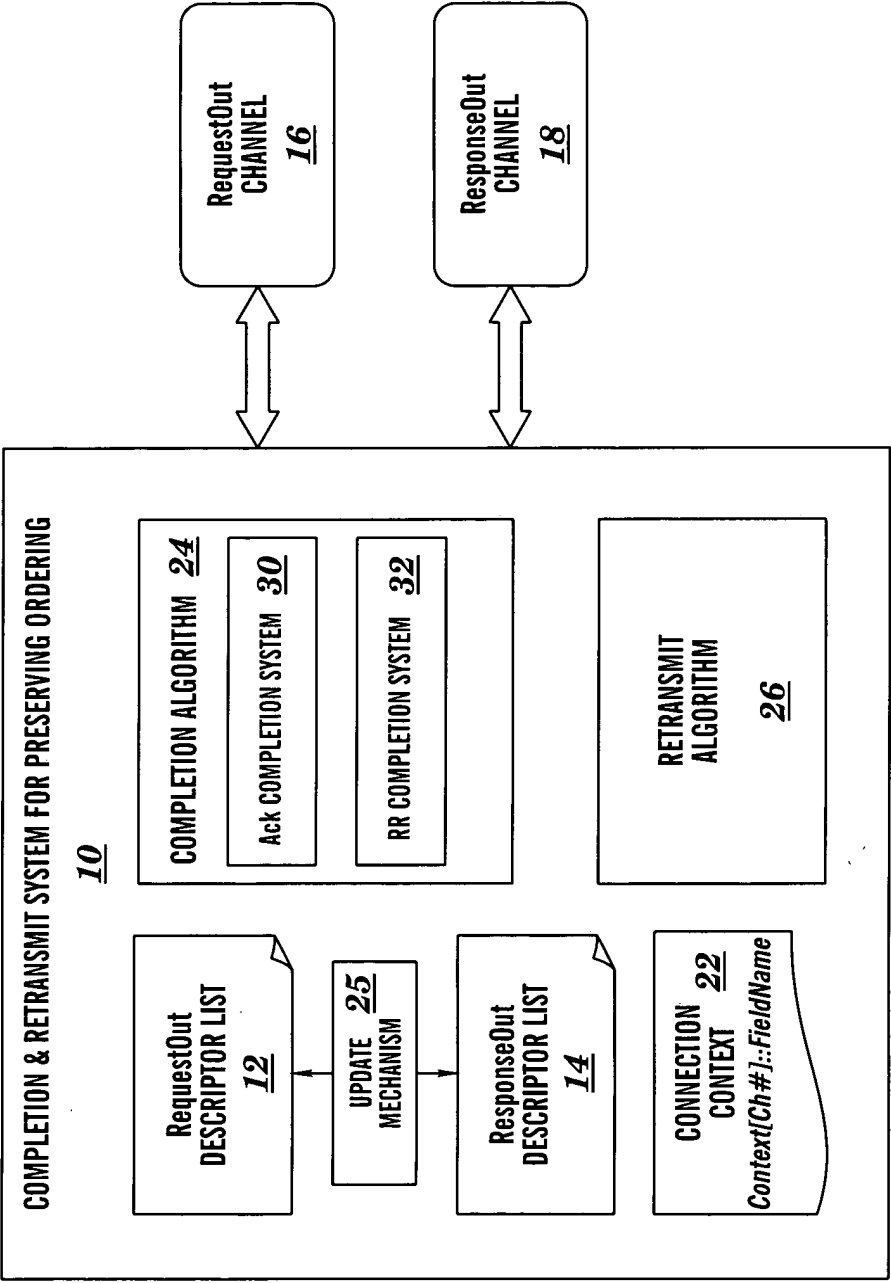 COMPLETION & RETRANSMIT SYSTEM FOR PRESERVING ORDERING
10
RequestOut
DESCRIPTOR LIST
12
UPDATE
MECHANISM
25
ResponseOut
DESCRIPTOR LIST
14
CONNECTION
CONTEXT
22
Context[Ch#]::FieldName
COMPLETION ALGORITHM 24
Ack COMPLETION SYSTEM 30
RR COMPLETION SYSTEM 32
RETRANSMIT
ALGORITHM
26
RequestOut
CHANNEL
16
ResponseOut
CHANNEL
18